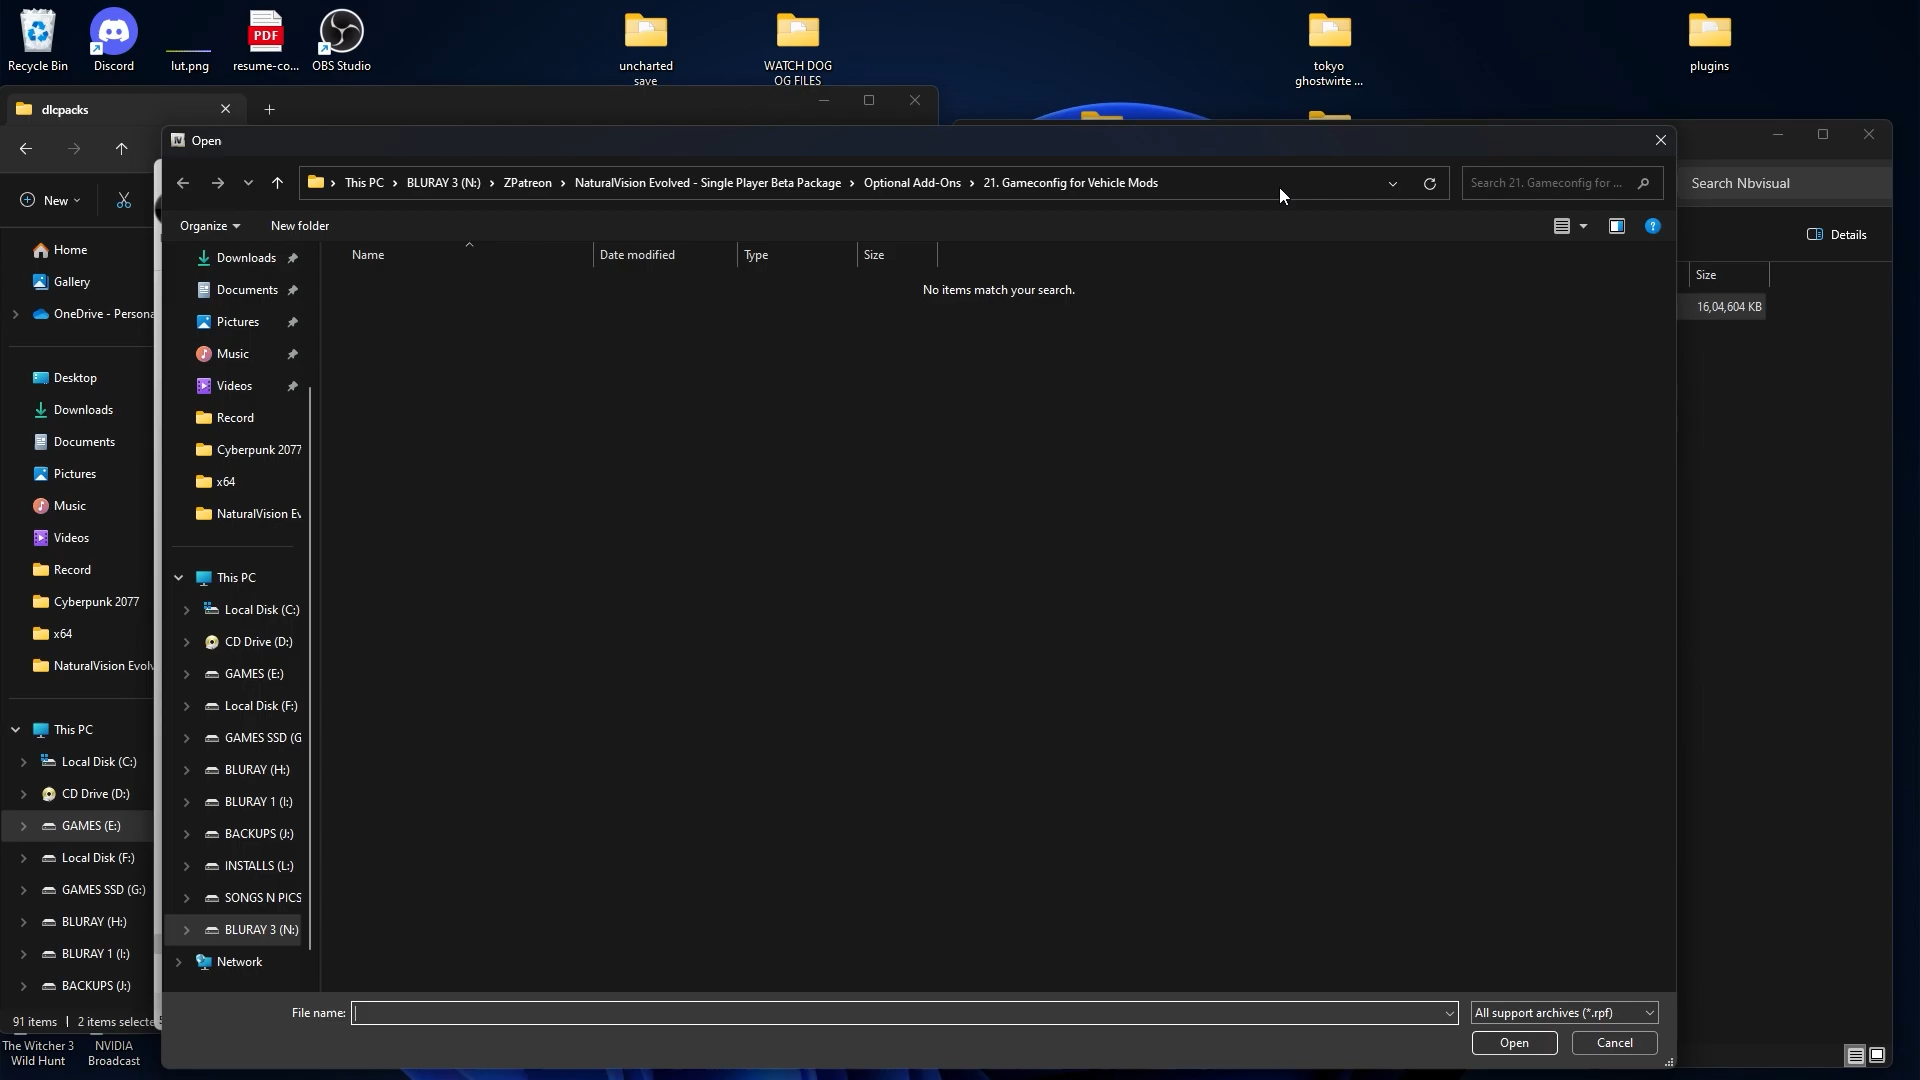 Recycle Bin
Discord
lut.png
resume-co...
OBS Studio
uncharted
save
WATCH DOG
OG FILES
tokyo
ghostwirte ...
plugins
PDF
dlcpacks
Open
This PC > BLURAY 3 (N:) > ZPatreon > NaturalVision Evolved - Single Player Beta Package > Optional Add-Ons > 21. Gameconfig for Vehicle Mods
Search 21. Gameconfig for ...
Search Nbvisual
New
Organize
New folder
Details
Home
Gallery
OneDrive - Persona
Desktop
Downloads
Documents
Pictures
Music
Videos
Record
Cyberpunk 2077
x64
NaturalVision Evolv
This PC
Local Disk (C:)
CD Drive (D:)
GAMES (E:)
Local Disk (F:)
GAMES SSD (G:)
BLURAY (H:)
BLURAY 1 (I:)
BACKUPS (J:)
91 items | 2 items selecte
The Witcher 3
Wild Hunt
NVIDIA
Broadcast
Downloads
Documents
Pictures
Music
Videos
Record
Cyberpunk 2077
x64
NaturalVision Ev
This PC
Local Disk (C:)
CD Drive (D:)
GAMES (E:)
Local Disk (F:)
GAMES SSD (G
BLURAY (H:)
BLURAY 1 (I:)
BACKUPS (J:)
INSTALLS (L:)
SONGS N PICS
BLURAY 3 (N:)
Network
Name
Date modified
Type
Size
No items match your search.
Size
16,04,604 KB
File name:
All support archives (*.rpf)
Open
Cancel